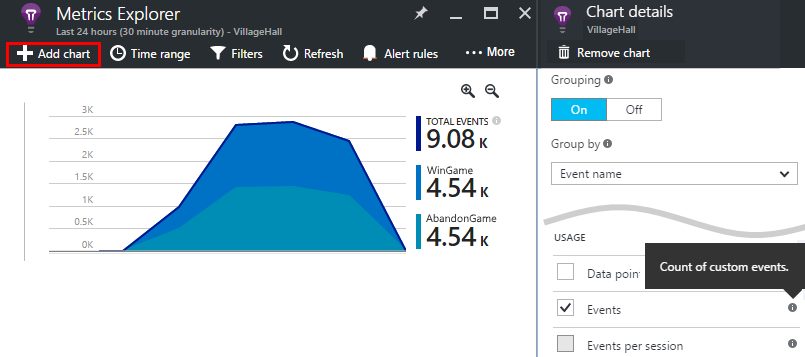 Metrics Explorer
Last 24 hours (30 minute granularity) - VillageHall
Add chart
Time range
Filters
Refresh
Alert rules
More
3K
2.5K
2K
1.5K
1K
0.5K
0K
TOTAL EVENTS
9.08 K
WinGame
4.54 K
AbandonGame
4.54 K
Chart details
VillageHall
Remove chart
Grouping
On
Off
Group by
Event name
USAGE
Count of custom events.
Data poin
Events
Events per session